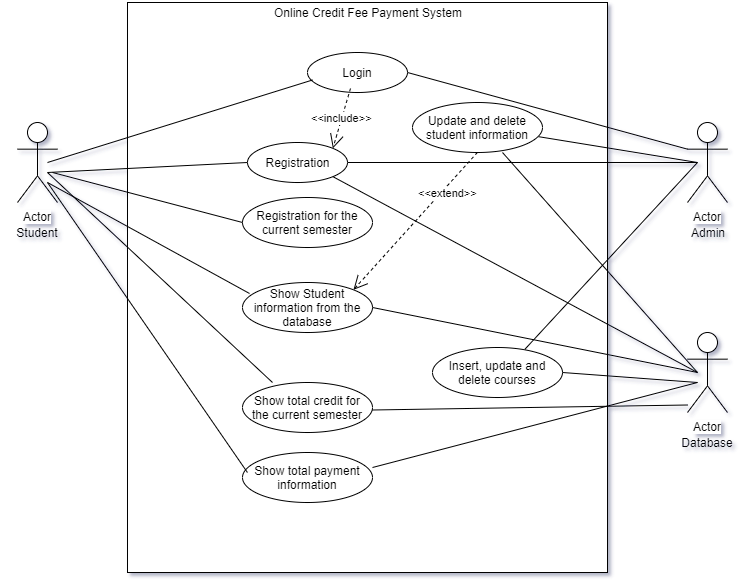 Online Credit Fee Payment System
Login
<<include>>
Update and delete
student information
Registration
<<extend>>
Registration for the
current semester
Actor
Student
Actor
Admin
Show Student
information from the
database
Insert, update and
delete courses
Show total credit for
the current semester
Actor
Database
Show total payment
information